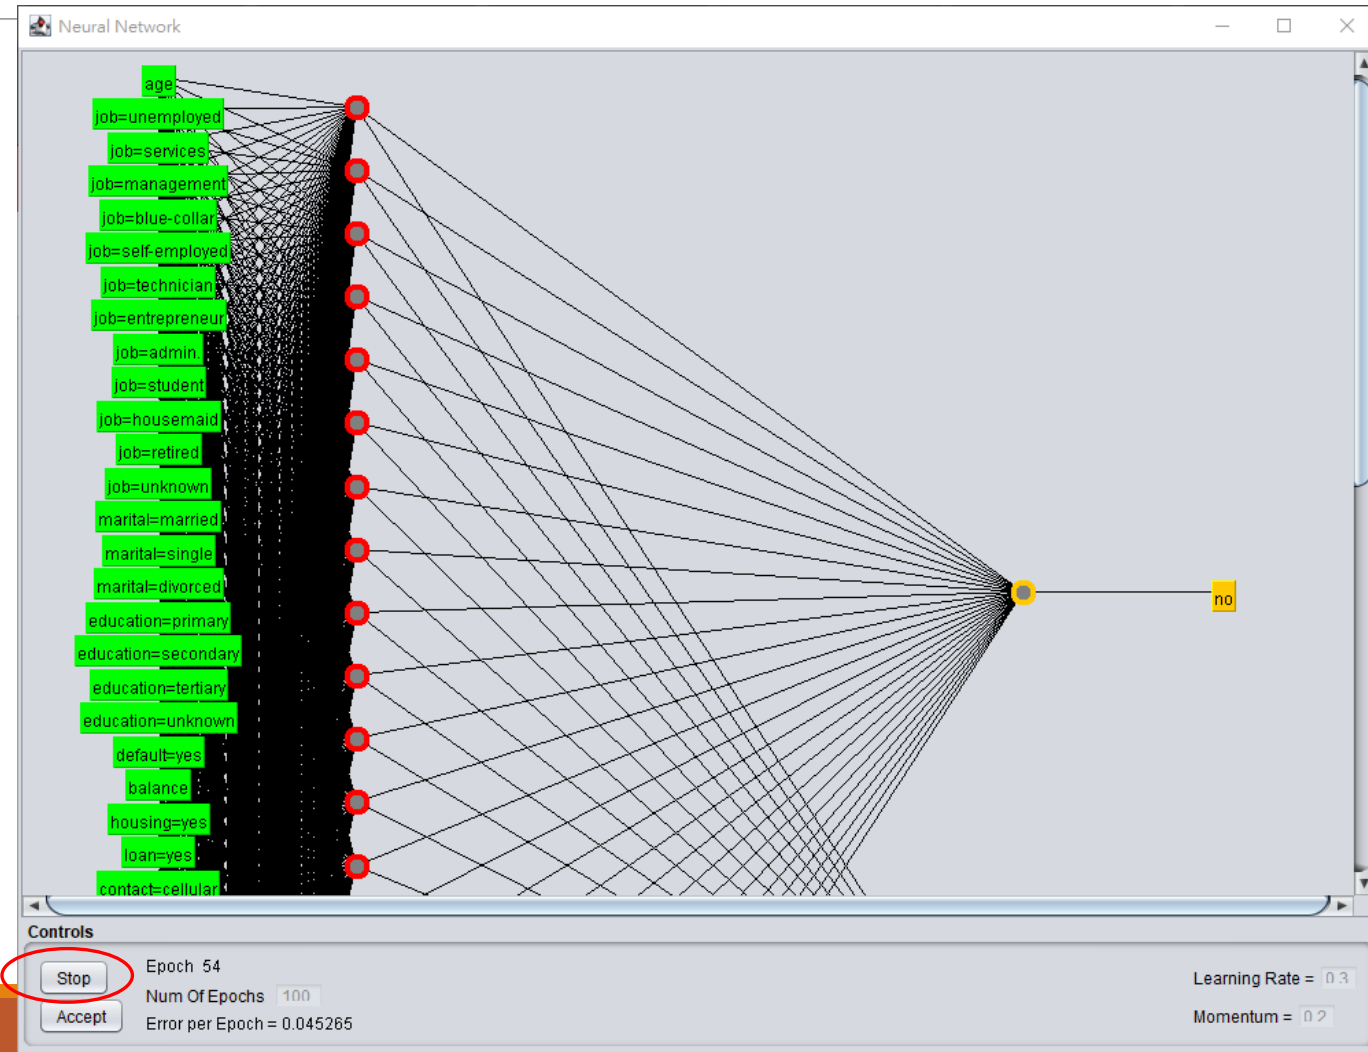 Neural Network
age
job=unemployed
job=services
job=management
job=blue-collar
job=self-employed
job=technician
job=entrepreneur
job=admin.
job=student
job=housemaid
job=retired
job=unknown
marital=married
marital=single
marital=divorced
education=primary
education=secondary
education=tertiary
education=unknown
default=yes
balance
housing=yes
loan=yes
contact=cellular
no
Controls
Stop
Accept
Epoch 54
Num Of Epochs 100
Error per Epoch = 0.045265
Learning Rate = 0.3
Momentum = 0.2